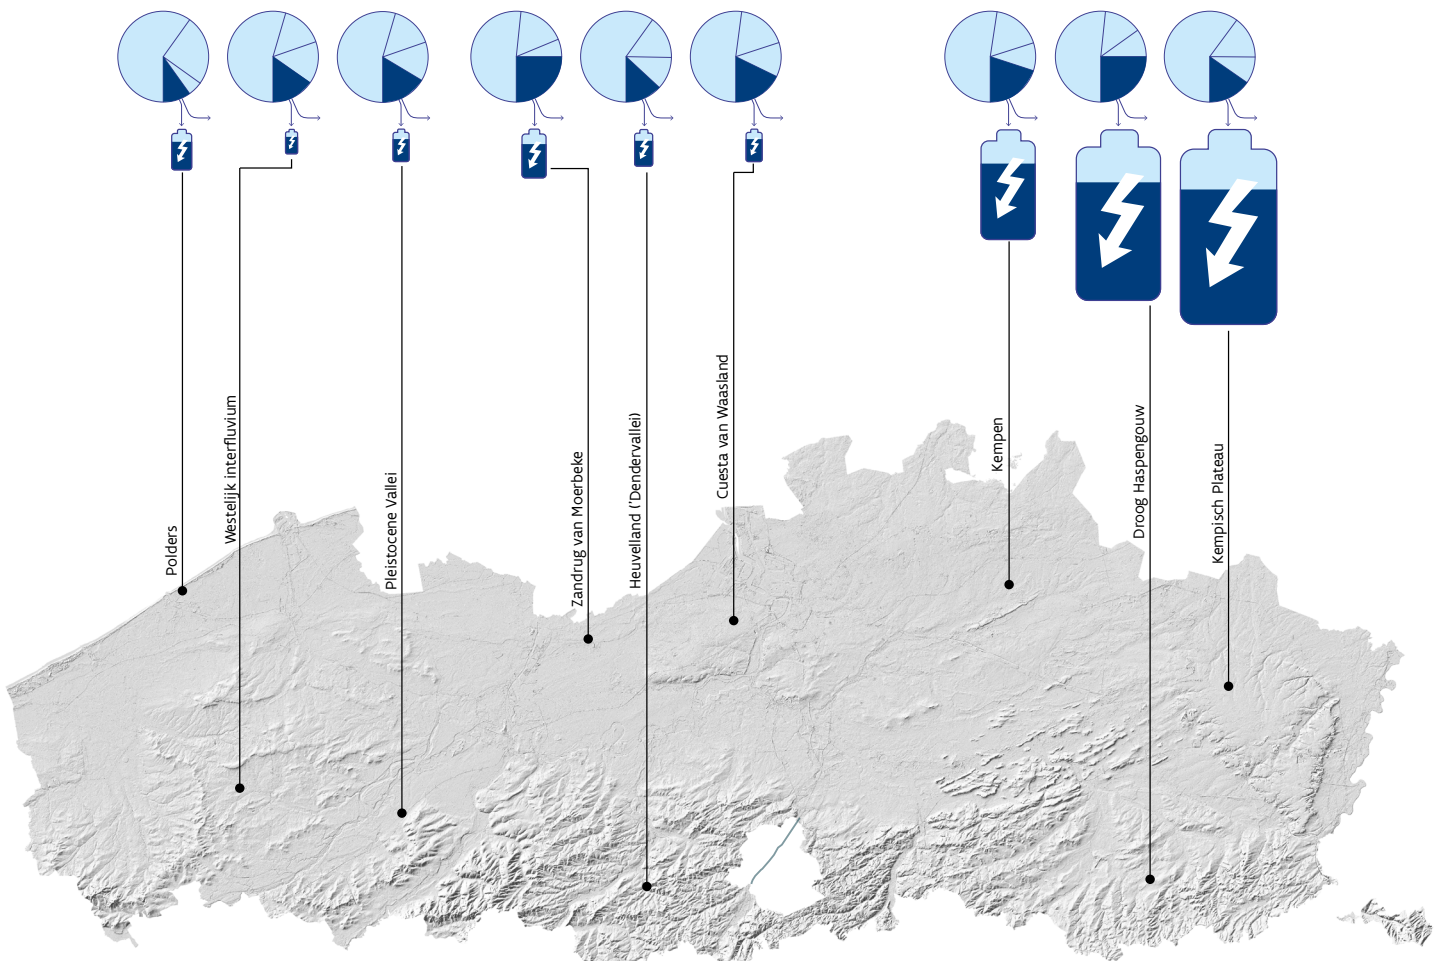 Polders
Westelijk interfluvium
Pleistocene Vallei
Zandrug van Moerbeke
Heuvelland ('Dendervallei)
Cuesta van Waasland
Kempen
Droog Haspengouw
Kempisch Plateau